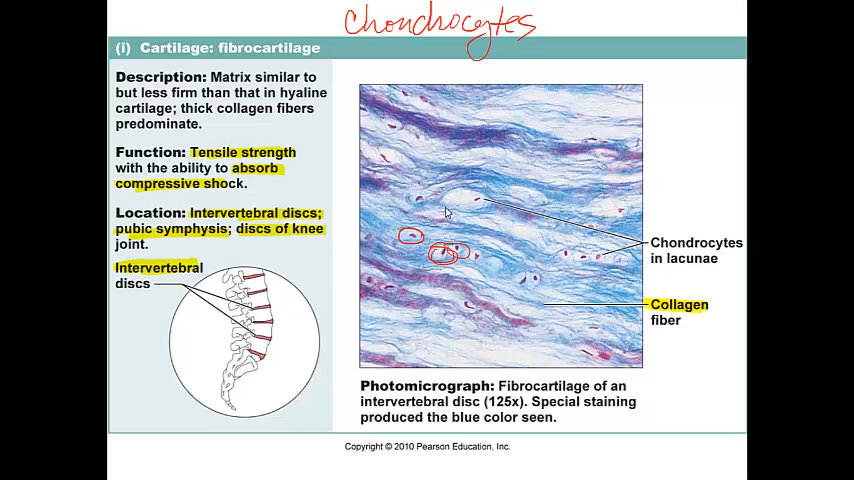 Chondrocytes
(i) Cartilage: fibrocartilage
Description: Matrix similar to
but less firm than that in hyaline
cartilage; thick collagen fibers
predominate.
Function: Tensile strength
with the ability to absorb
compressive shock.
Location: Intervertebral discs;
pubic symphysis; discs of knee
joint.
Intervertebral
discs
Chondrocytes
in lacunae
Collagen
fiber
Photomicrograph: Fibrocartilage of an
intervertebral disc (125x). Special staining
produced the blue color seen.
Copyright © 2010 Pearson Education, Inc.